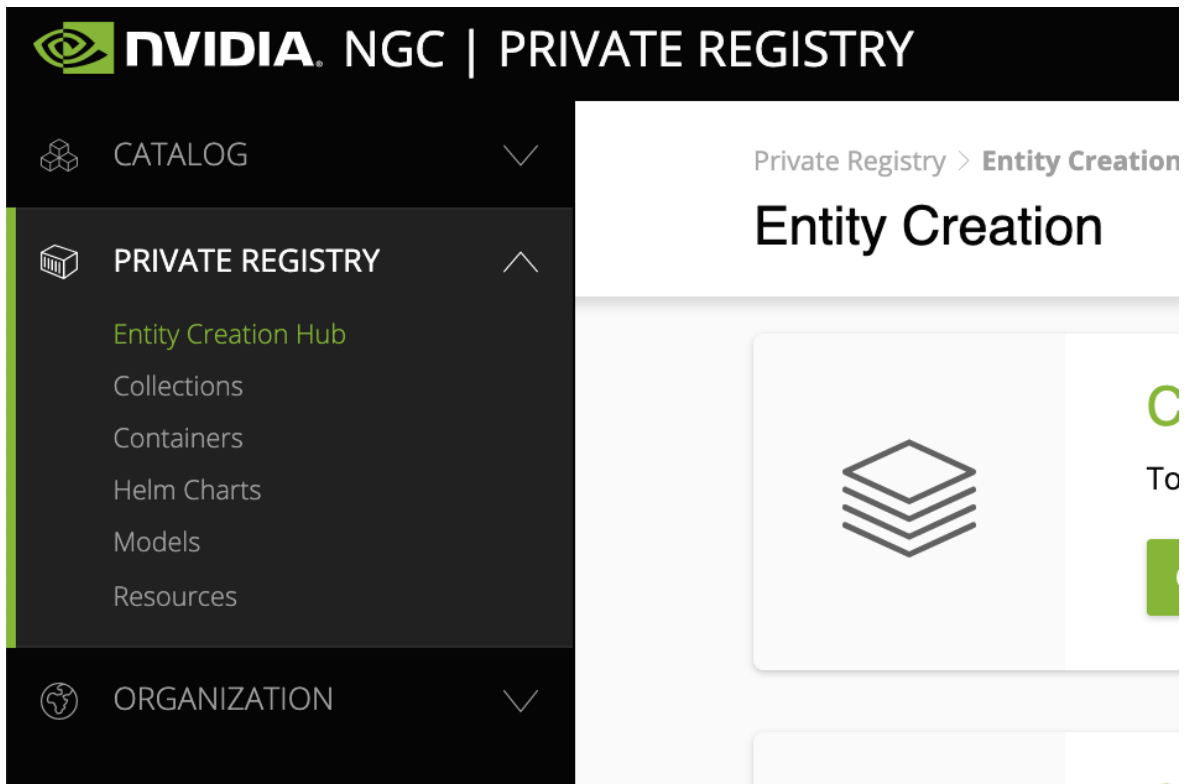 NVIDIA. NGC | PRIVATE REGISTRY
CATALOG
PRIVATE REGISTRY
Entity Creation Hub
Collections
Containers
Helm Charts
Models
Resources
ORGANIZATION
Private Registry > Entity Creation
Entity Creation
To